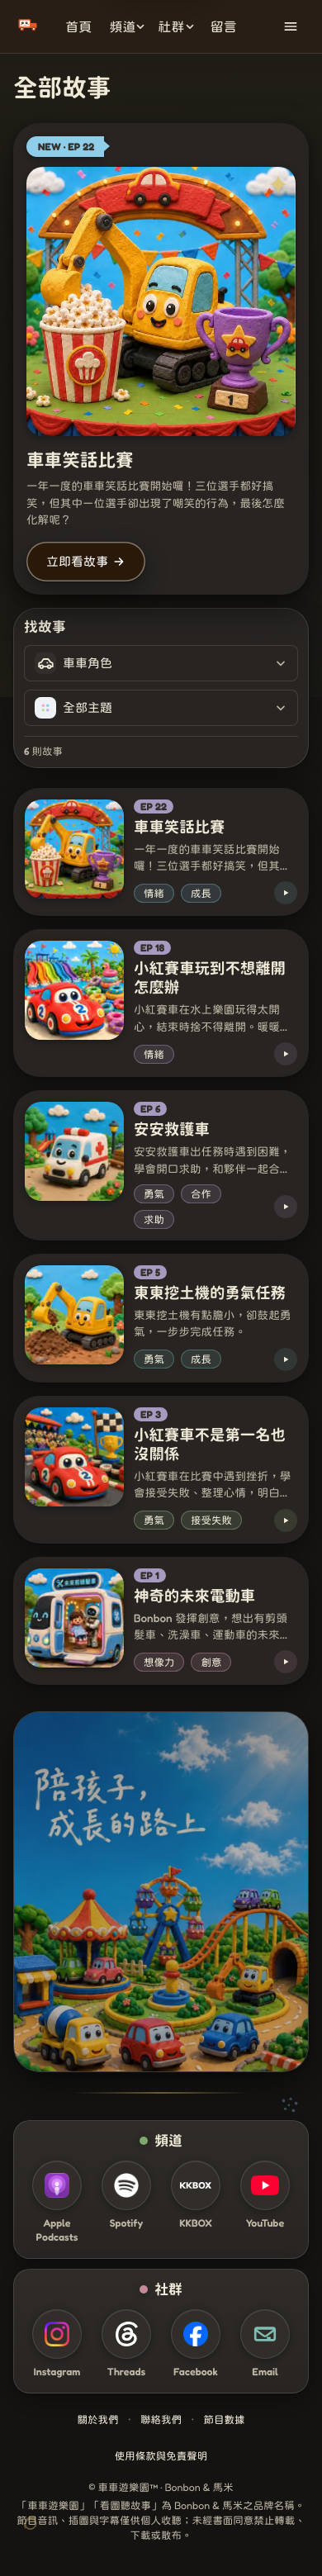 首頁 頻道 社群 留言
全部故事
NEW · EP 22
1
車車笑話比賽
一年一度的車車笑話比賽開始囉！三位選手都好搞
笑，但其中一位選手卻出現了嘲笑的行為，最後怎麼
化解呢？
立即看故事 →
找故事
車車角色
全部主題
6 則故事
EP 22
車車笑話比賽
一年一度的車車笑話比賽開始
囉！三位選手都好搞笑，但其…
情緒 成長
EP 18
小紅賽車玩到不想離開
怎麼辦
小紅賽車在水上樂園玩得太開
心，結束時捨不得離開。暖暖…
情緒
EP 6
安安救護車
安安救護車出任務時遇到困難，
學會開口求助，和夥伴一起合…
勇氣 合作
求助
EP 5
東東挖土機的勇氣任務
東東挖土機有點膽小，卻鼓起勇
氣，一步步完成任務。
勇氣 成長
EP 3
小紅賽車不是第一名也
沒關係
小紅賽車在比賽中遇到挫折，學
會接受失敗、整理心情，明白…
勇氣 接受失敗
EP 1
神奇的未來電動車
Bonbon 發揮創意，想出有剪頭
髮車、洗澡車、運動車的未來…
想像力 創意
陪孩子，
成長的路上
頻道
Apple Podcasts
Spotify
KKBOX
KKBOX
YouTube
社群
Instagram
Threads
Facebook
Email
關於我們 · 聯絡我們 · 節目數據
使用條款與免責聲明
© 車車遊樂園™ · Bonbon & 馬米
「車車遊樂園」「看圖聽故事」為 Bonbon & 馬米之品牌名稱。
節目音訊、插圖與字幕僅供個人收聽；未經書面同意禁止轉載、
下載或散布。